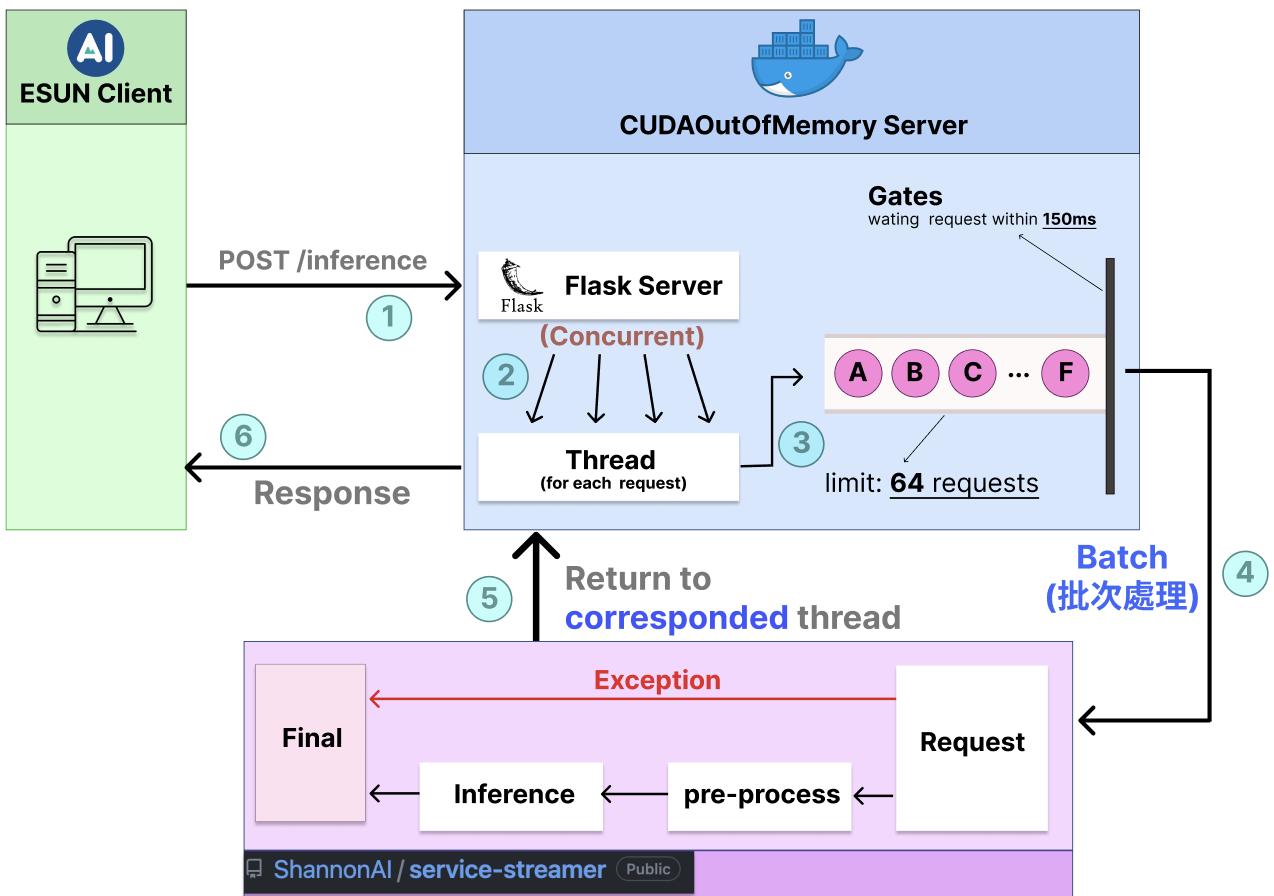 AI
ESUN Client
CUDAOutOfMemory Server
Gates
wating request within 150ms
POST /inference
1
Flask
Flask Server
(Concurrent)
2
A B C ... F
3
limit: 64 requests
Thread
(for each request)
6
Response
Batch
(批次處理)
4
5
Return to
corresponded thread
Exception
Final
Request
Inference
pre-process
ShannonAI / service-streamer Public